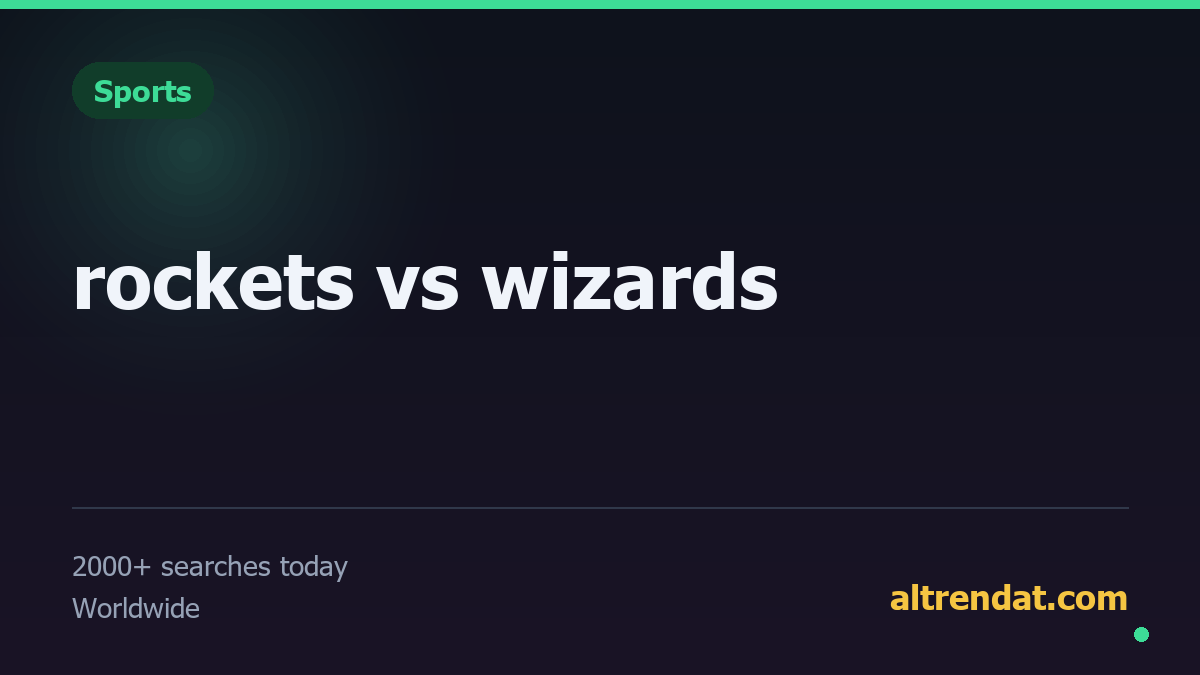 Sports
rockets vs wizards
2000+ searches today
Worldwide
altrendat.com